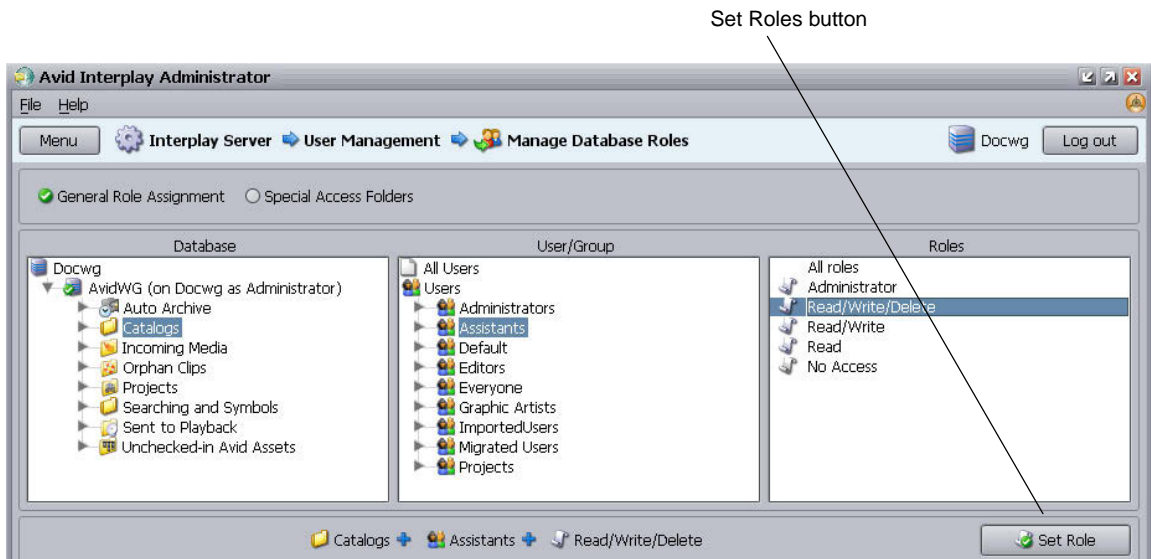 Set Roles button
Avid Interplay Administrator
File Help
Menu Interplay Server User Management Manage Database Roles Docwg Log out
General Role Assignment Special Access Folders
Database
Docwg
AvidWG (on Docwg as Administrator)
Auto Archive
Catalogs
Incoming Media
Orphan Clips
Projects
Searching and Symbols
Sent to Playback
Unchecked-in Avid Assets
User/Group
All Users
Users
Administrators
Assistants
Default
Editors
Everyone
Graphic Artists
ImportedUsers
Migrated Users
Projects
Roles
All roles
Administrator
Read/Write/Delete
Read/Write
Read
No Access
Catalogs + Assistants + Read/Write/Delete
Set Role